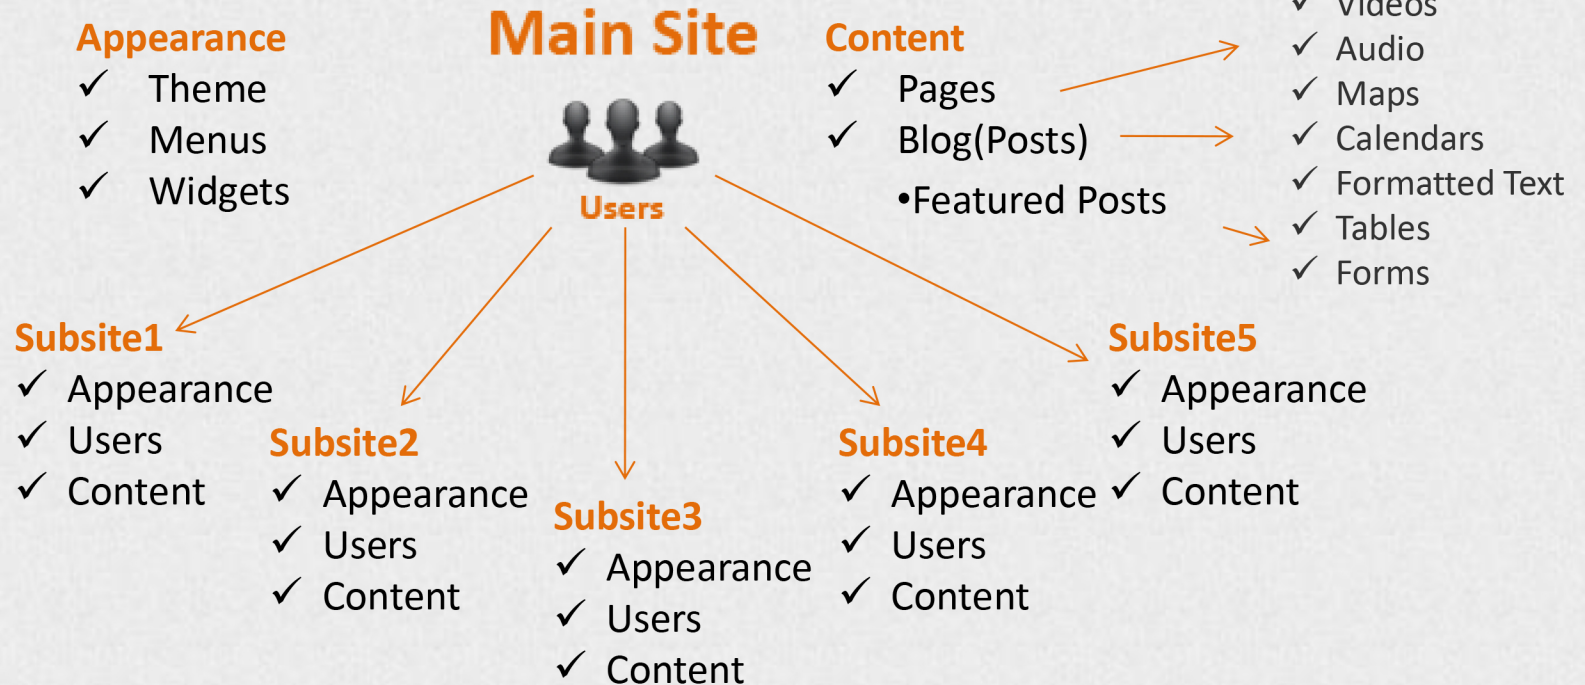 Main Site
Users
Appearance
✓ Theme
✓ Menus
✓ Widgets
Content
✓ Pages
✓ Blog(Posts)
•Featured Posts
✓ Videos
✓ Audio
✓ Maps
✓ Calendars
✓ Formatted Text
✓ Tables
✓ Forms
Subsite1
✓ Appearance
✓ Users
✓ Content
Subsite2
✓ Appearance
✓ Users
✓ Content
Subsite3
✓ Appearance
✓ Users
✓ Content
Subsite4
✓ Appearance
✓ Users
✓ Content
Subsite5
✓ Appearance
✓ Users
✓ Content